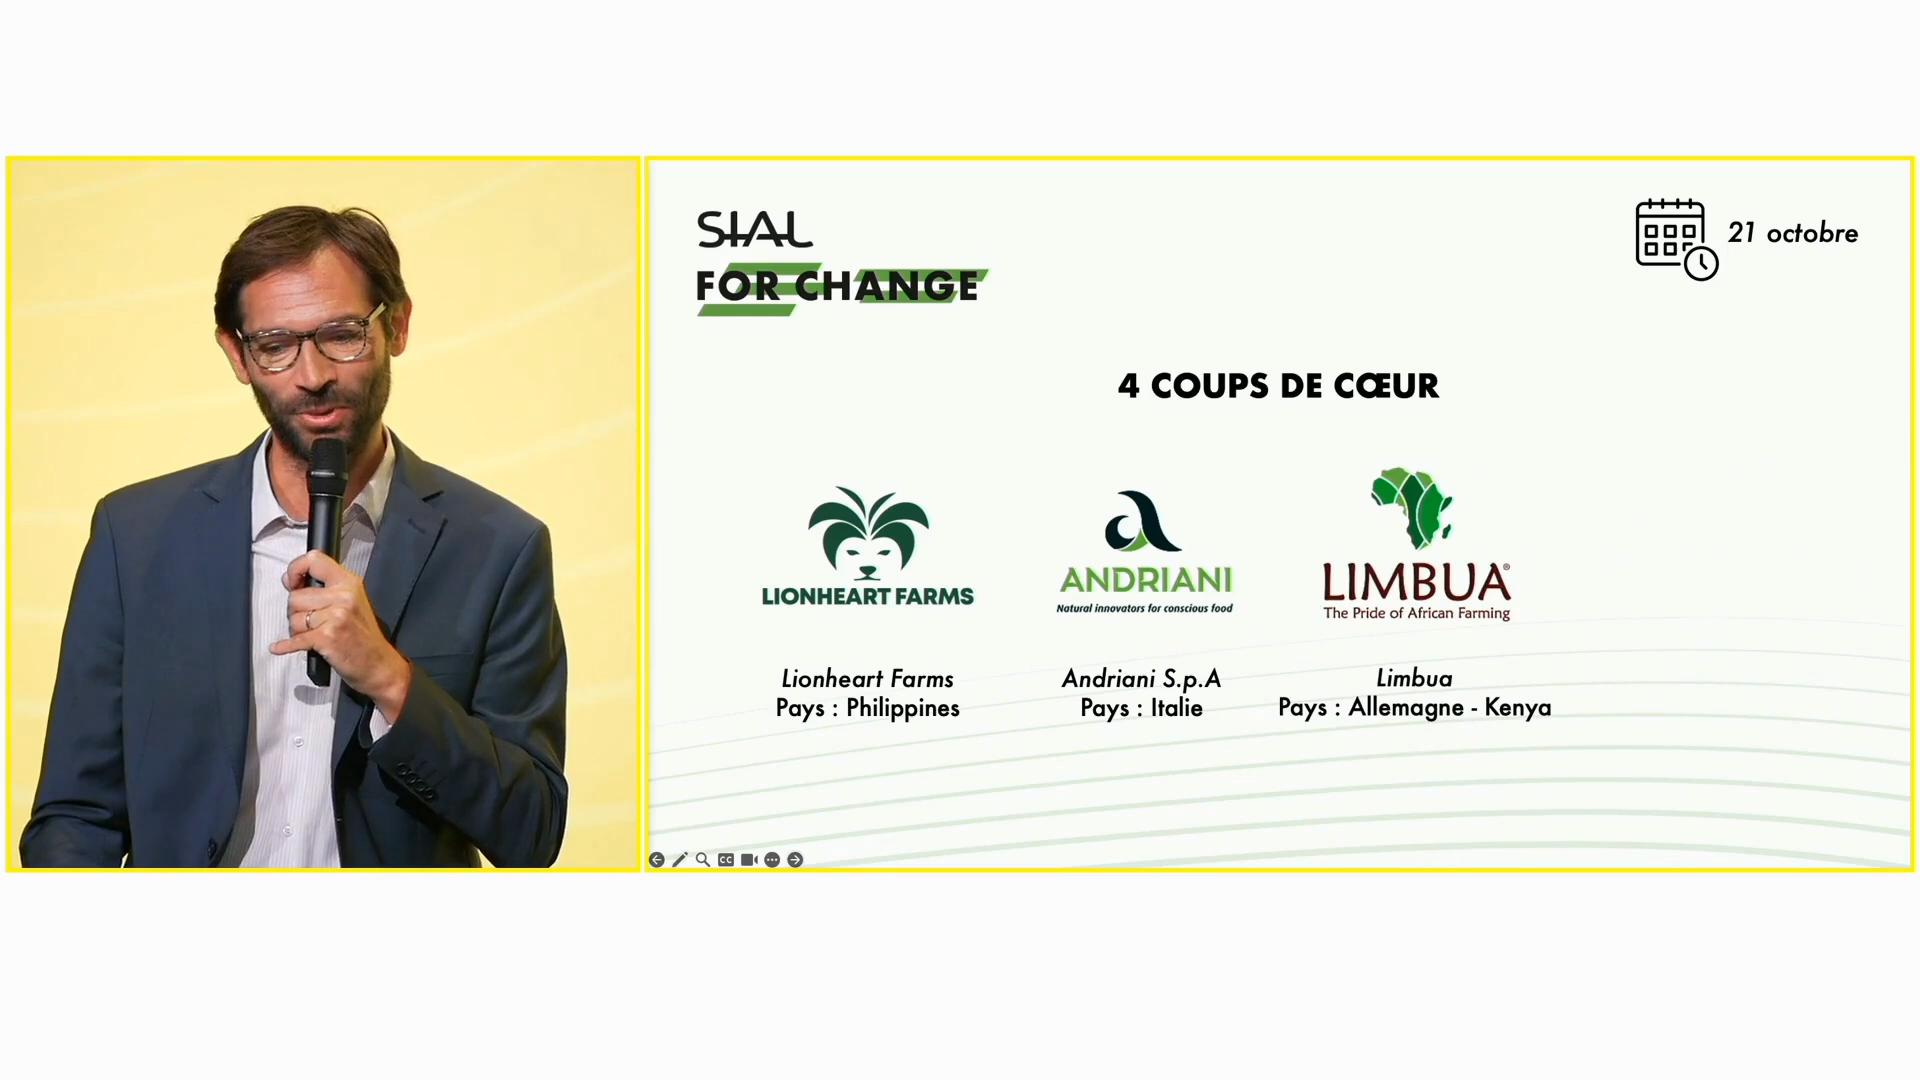 SIAL
FOR CHANGE
21 octobre
4 COUPS DE CŒUR
LIONHEART FARMS
ANDRIANI
Natural innovators for conscious food
LIMBUA®
The Pride of African Farming
Lionheart Farms
Pays : Philippines
Andriani S.p.A
Pays : Italie
Limbua
Pays : Allemagne - Kenya
CC